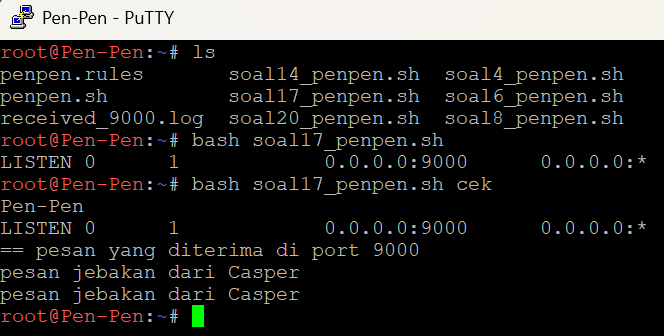 Pen-Pen - PuTTY
root@Pen-Pen:~# ls
penpen.rules soal14_penpen.sh soal4_penpen.sh
penpen.sh soal17_penpen.sh soal6_penpen.sh
received_9000.log soal20_penpen.sh soal8_penpen.sh
root@Pen-Pen:~# bash soal17_penpen.sh
LISTEN 0 1 0.0.0.0:9000 0.0.0.0:*
root@Pen-Pen:~# bash soal17_penpen.sh cek
Pen-Pen
LISTEN 0 1 0.0.0.0:9000 0.0.0.0:*
== pesan yang diterima di port 9000
pesan jebakan dari Casper
pesan jebakan dari Casper
root@Pen-Pen:~#